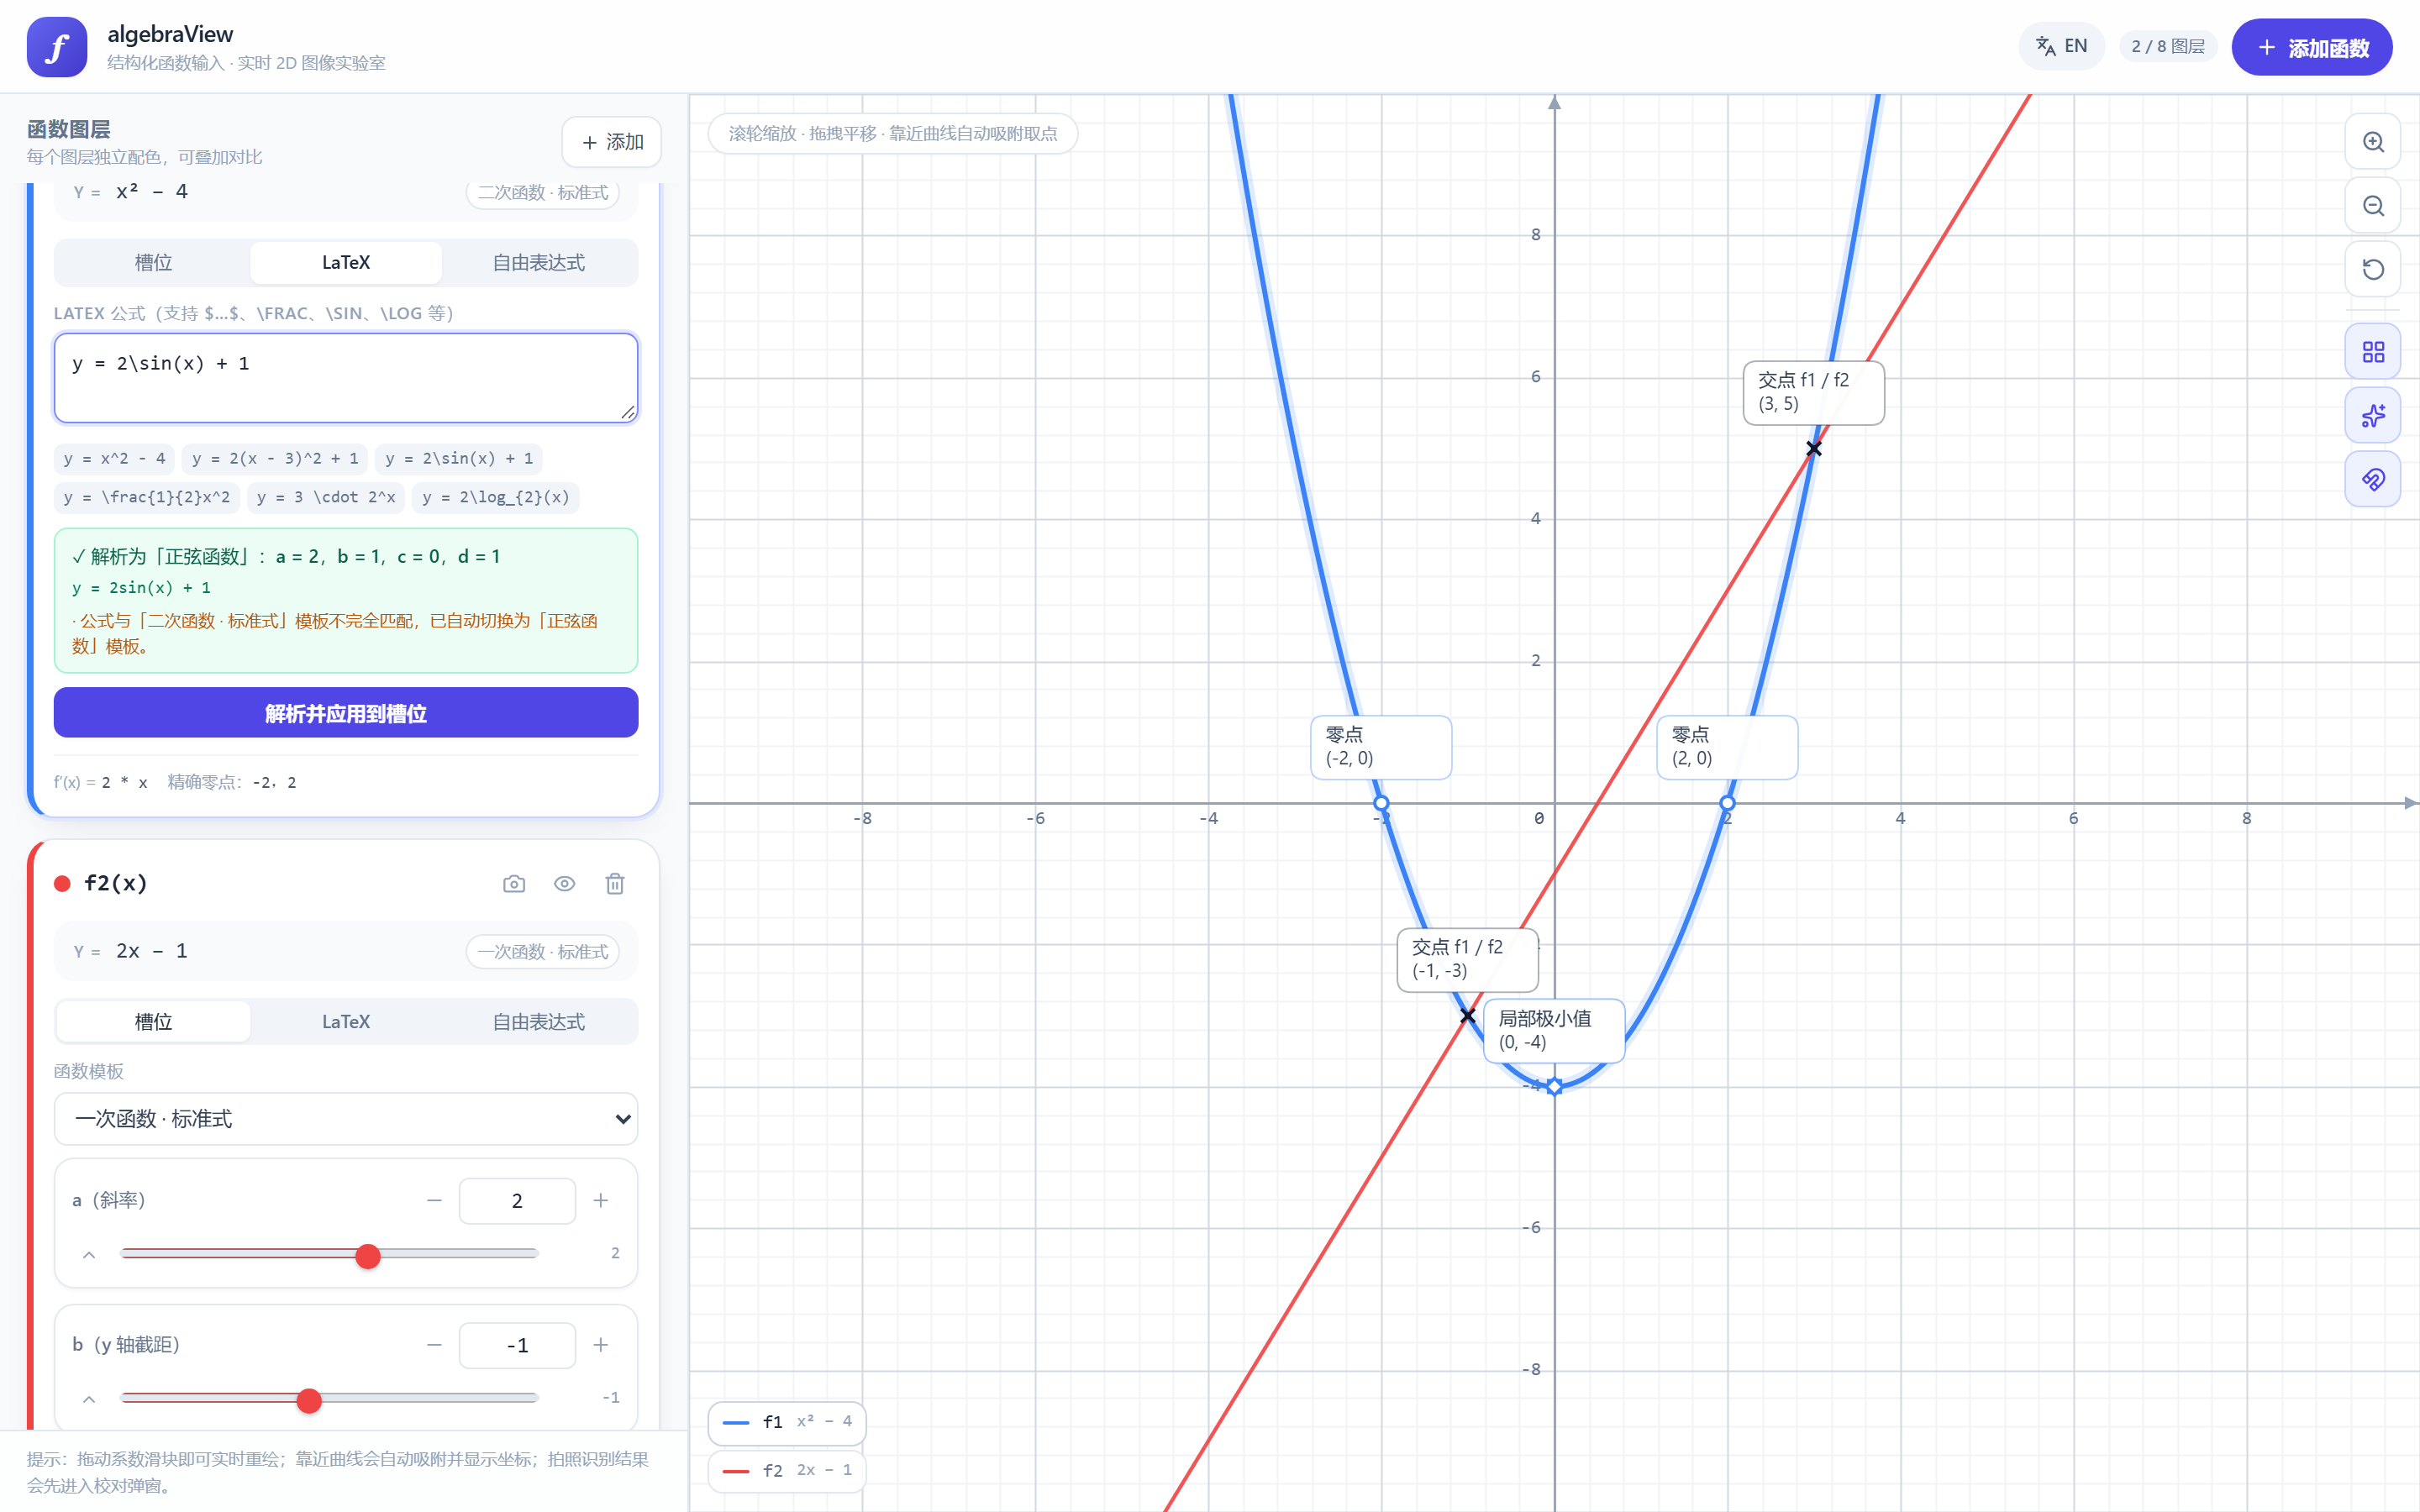 f
algebraView
结构化函数输入 · 实时 2D 图像实验室
EN
2 / 8 图层
+ 添加函数
函数图层
每个图层独立配色，可叠加对比
+ 添加
Y = x² − 4
二次函数 · 标准式
槽位
LaTeX
自由表达式
LATEX 公式（支持 $...$、\FRAC、\SIN、\LOG 等）
y = 2\sin(x) + 1
y = x^2 - 4
y = 2(x - 3)^2 + 1
y = 2\sin(x) + 1
y = \frac{1}{2}x^2
y = 3 \cdot 2^x
y = 2\log_{2}(x)
✓ 解析为「正弦函数」：a = 2，b = 1，c = 0，d = 1
y = 2sin(x) + 1
· 公式与「二次函数 · 标准式」模板不完全匹配，已自动切换为「正弦函
数」模板。
解析并应用到槽位
f′(x) = 2 * x 精确零点：-2，2
f2(x)
Y = 2x − 1
一次函数 · 标准式
槽位
LaTeX
自由表达式
函数模板
一次函数 · 标准式
a（斜率）
− 2 +
2
b（y 轴截距）
− -1 +
-1
提示：拖动系数滑块即可实时重绘；靠近曲线会自动吸附并显示坐标；拍照识别结果
会先进入校对弹窗。
滚轮缩放 · 拖拽平移 · 靠近曲线自动吸附取点
8
6
交点 f1 / f2
(3, 5)
4
2
零点
(-2, 0)
零点
(2, 0)
-8
-6
-4
-2
0
2
4
6
8
交点 f1 / f2
(-1, -3)
局部极小值
(0, -4)
-4
-6
-8
f1 x² − 4
f2 2x − 1